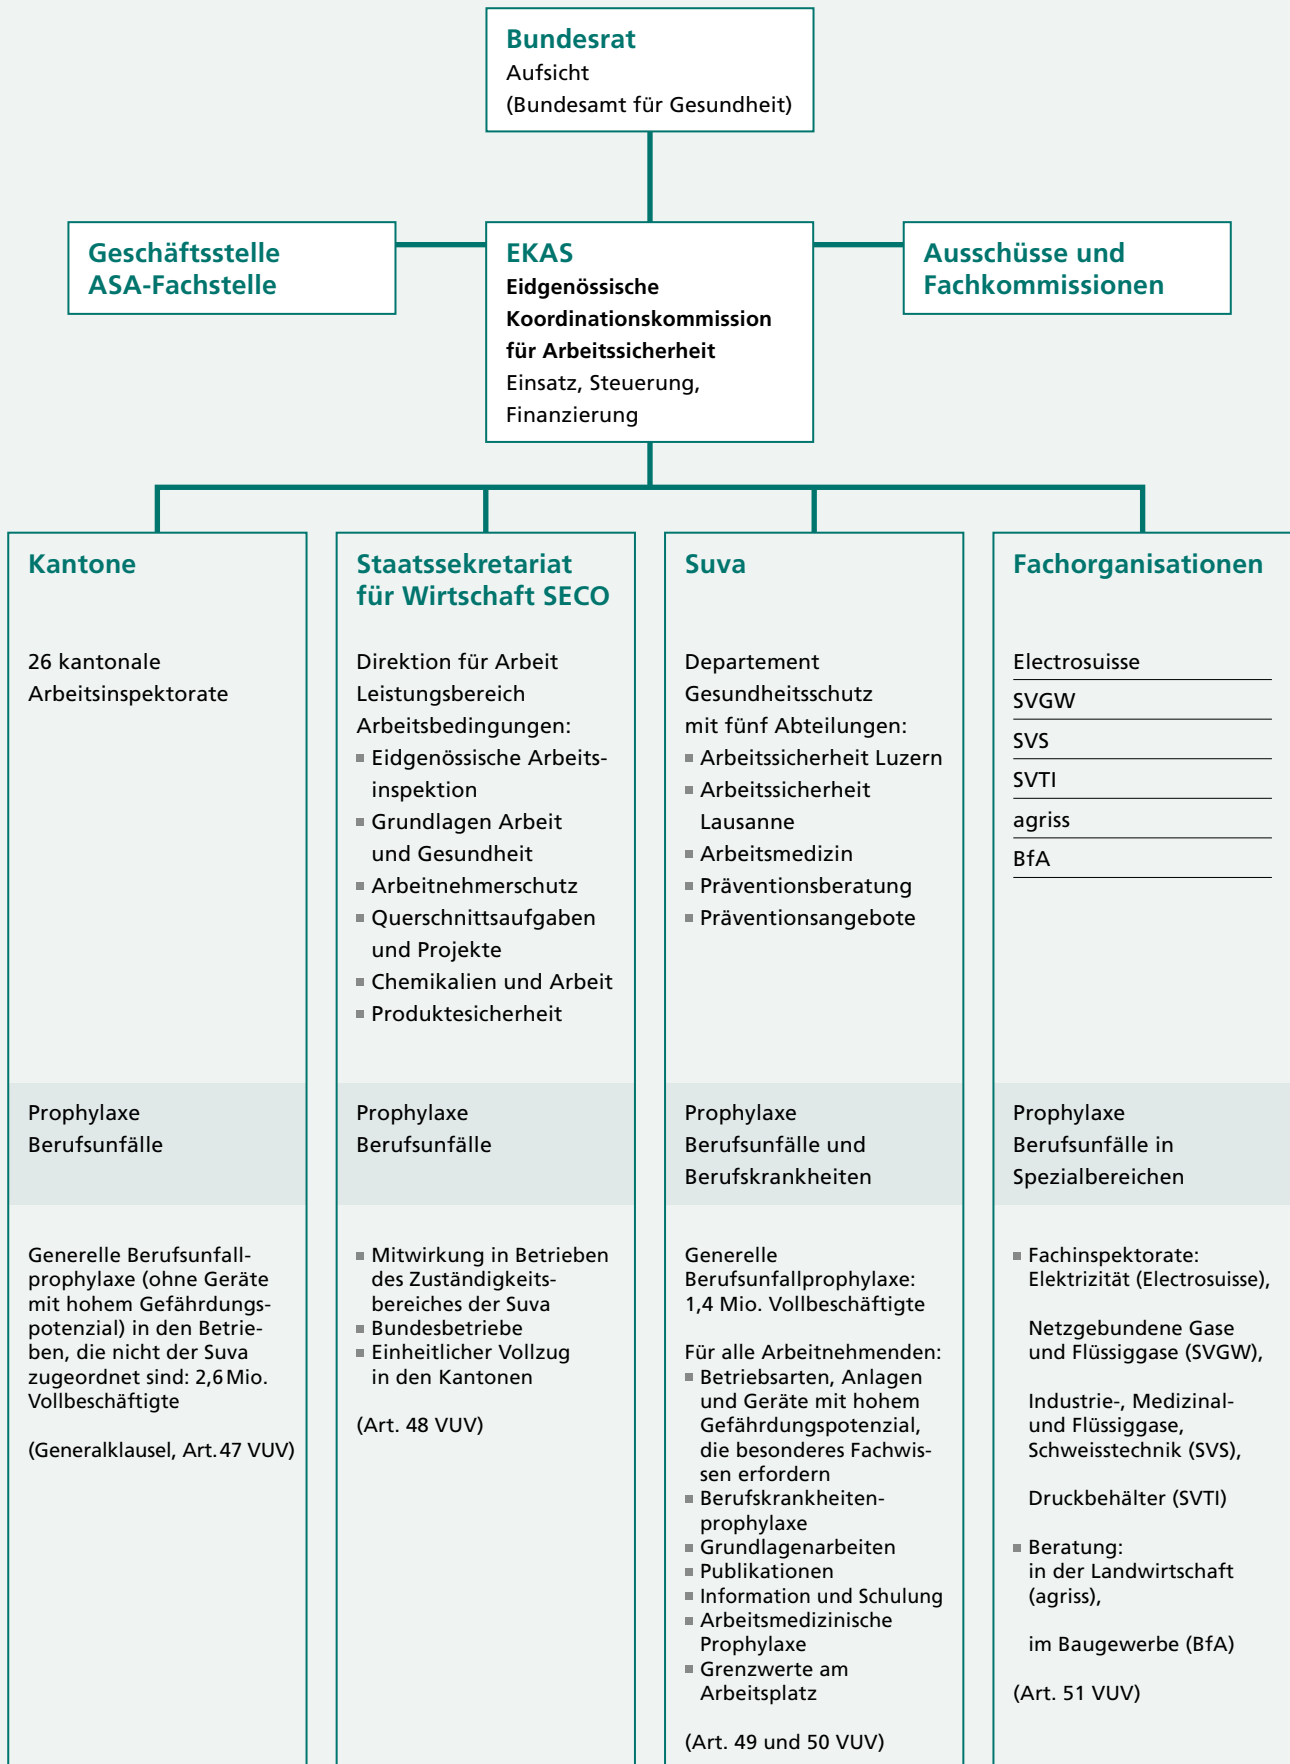 Bundesrat
Aufsicht
(Bundesamt für Gesundheit)
Geschäftsstelle
ASA-Fachstelle
EKAS
Eidgenössische
Koordinationskommission
für Arbeitssicherheit
Einsatz, Steuerung,
Finanzierung
Ausschüsse und
Fachkommissionen
Kantone
26 kantonale
Arbeitsinspektorate
Prophylaxe
Berufsunfälle
Generelle Berufsunfall-
prophylaxe (ohne Geräte
mit hohem Gefährdungs-
potenzial) in den Betrie-
ben, die nicht der Suva
zugeordnet sind: 2,6 Mio.
Vollbeschäftigte
(Generalklausel, Art. 47 VUV)
Staatssekretariat
für Wirtschaft SECO
Direktion für Arbeit
Leistungsbereich
Arbeitsbedingungen:
Eidgenössische Arbeits-
inspektion
Grundlagen Arbeit
und Gesundheit
Arbeitnehmerschutz
Querschnittsaufgaben
und Projekte
Chemikalien und Arbeit
Produktesicherheit
Prophylaxe
Berufsunfälle
Mitwirkung in Betrieben
des Zuständigkeits-
bereiches der Suva
Bundesbetriebe
Einheitlicher Vollzug
in den Kantonen
(Art. 48 VUV)
Suva
Departement
Gesundheitsschutz
mit fünf Abteilungen:
Arbeitssicherheit Luzern
Arbeitssicherheit
Lausanne
Arbeitsmedizin
Präventionsberatung
Präventionsangebote
Prophylaxe
Berufsunfälle und
Berufskrankheiten
Generelle
Berufsunfallprophylaxe:
1,4 Mio. Vollbeschäftigte
Für alle Arbeitnehmenden:
Betriebsarten, Anlagen
und Geräte mit hohem
Gefährdungspotenzial,
die besonderes Fachwis-
sen erfordern
Berufskrankheiten-
prophylaxe
Grundlagenarbeiten
Publikationen
Information und Schulung
Arbeitsmedizinische
Prophylaxe
Grenzwerte am
Arbeitsplatz
(Art. 49 und 50 VUV)
Fachorganisationen
Electrosuisse
SVGW
SVS
SVTI
agriss
BfA
Prophylaxe
Berufsunfälle in
Spezialbereichen
Fachinspektorate:
Elektrizität (Electrosuisse),
Netzgebundene Gase
und Flüssiggase (SVGW),
Industrie-, Medizinal-
und Flüssiggase,
Schweisstechnik (SVS),
Druckbehälter (SVTI)
Beratung:
in der Landwirtschaft
(agriss),
im Baugewerbe (BfA)
(Art. 51 VUV)